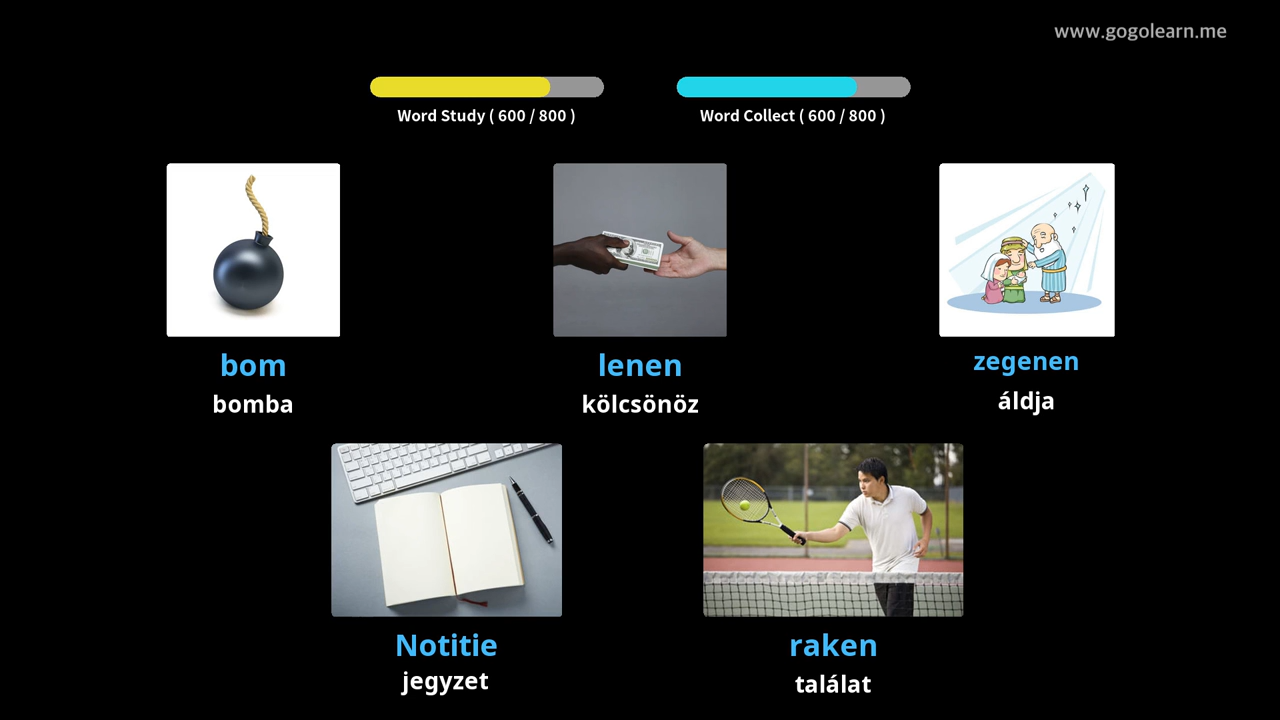 www.gogolearn.me
Word Study ( 600 / 800 )
Word Collect ( 600 / 800 )
bom
bomba
lenen
kölcsönöz
zegenen
áldja
Notitie
jegyzet
raken
találat